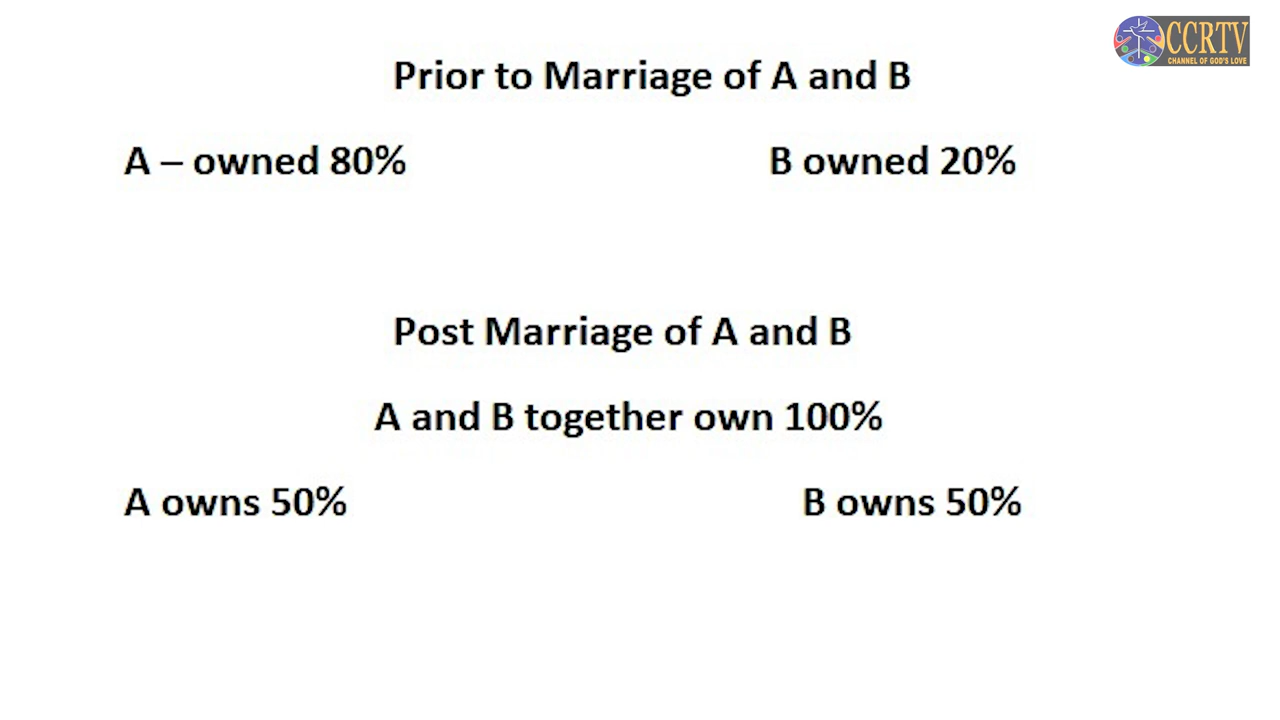 CCRTV
CHANNEL OF GOD'S LOVE
Prior to Marriage of A and B
A – owned 80% B owned 20%
Post Marriage of A and B
A and B together own 100%
A owns 50% B owns 50%